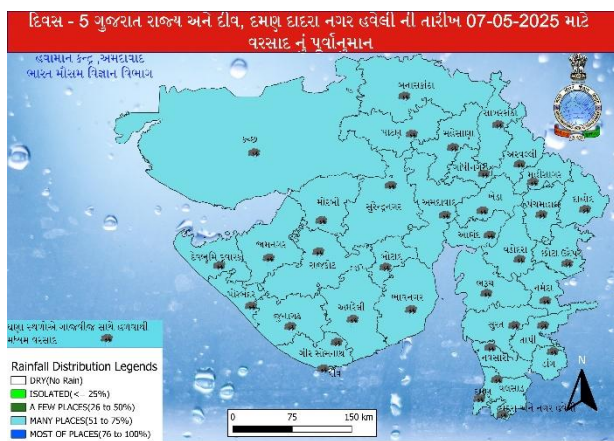 દિવસ - 5 ગુજરાત રાજ્ય અને દીવ, દમણ દાદરા નગર હવેલી ની તારીખ 07-05-2025 માટે
વરસાદ નું પૂર્વાનુમાન
હવામાન કેન્દ્ર ,અમદાવાદ
ભારત મૌસમ વિજ્ઞાન વિભાગ
બનાસકાંઠા
સાબરકાંઠા
પાટણ
મહેસાણા
કચ્છ
અરવલ્લી
ગાંધીનગર
મહીસાગર
મોરબી
સુરેન્દ્રનગર
અમદાવાદ
ખેડા
પંચમહાલ
દાહોદ
આણંદ
દેવભૂમિ દ્વારકા
જામનગર
રાજકોટ
બોટાદ
વડોદરા
છોટા ઉદેપુર
પોરબંદર
જુનાગઢ
અમરેલી
ભાવનગર
ભરૂચ
નર્મદા
ગીર સોમનાથ
દીવ
સુરત
તાપી
નવસારી
ડાંગ
વલસાડ
દમણ
દાદરા અને નગર હવેલી
ઘણા સ્થળોએ ગાજવીજ સાથે હળવાથી
મધ્યમ વરસાદ
Rainfall Distribution Legends
DRY(No Rain)
ISOLATED(<= 25%)
A FEW PLACES(26 to 50%)
MANY PLACES(51 to 75%)
MOST OF PLACES(76 to 100%)
0 75 150 km
N